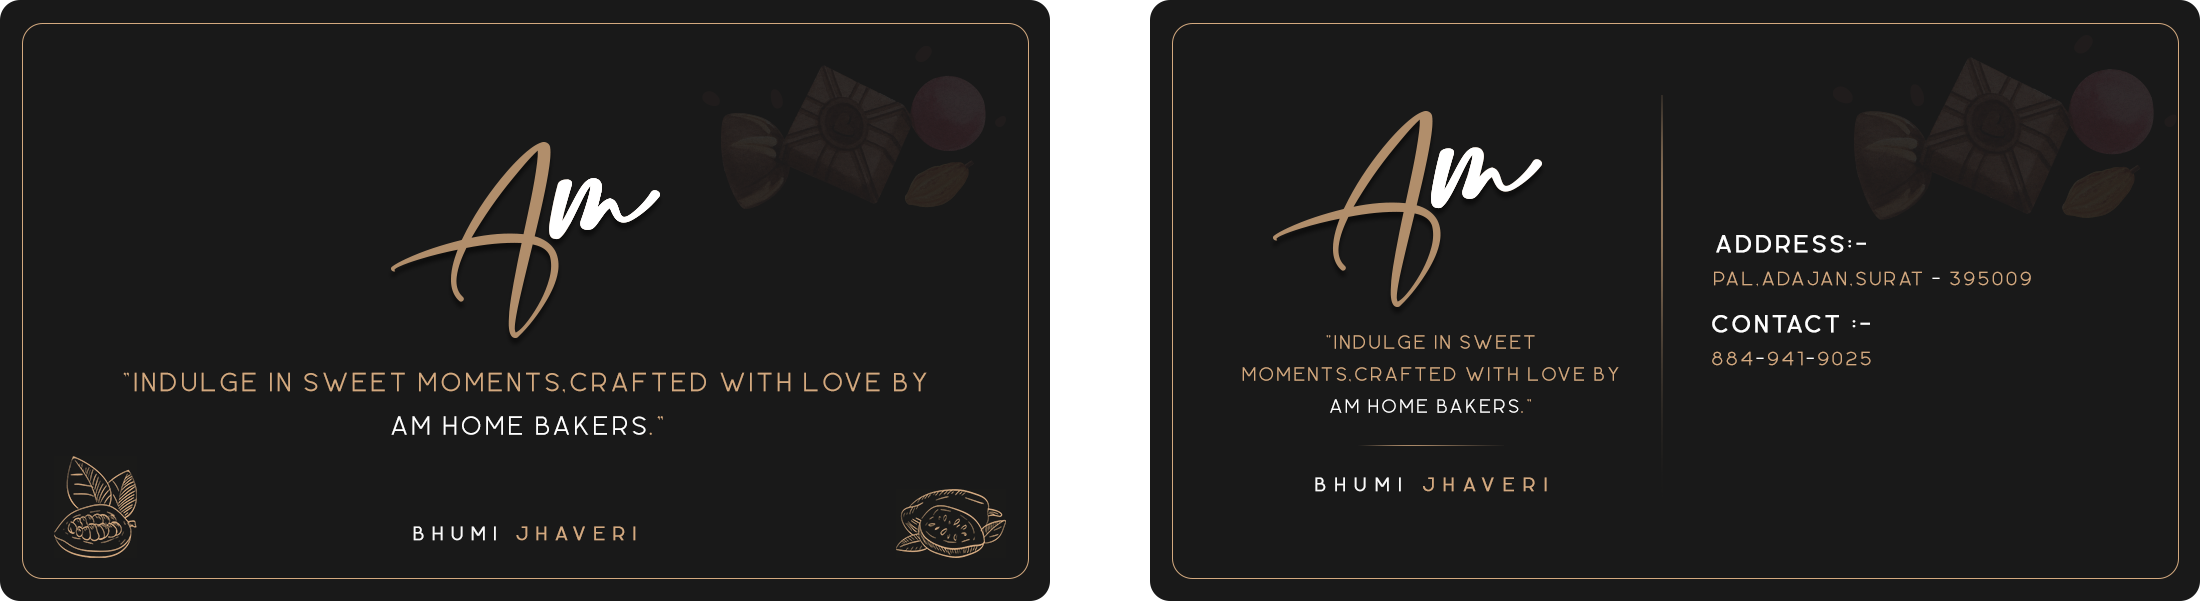 Am
"INDULGE IN SWEET MOMENTS,CRAFTED WITH LOVE BY
AM HOME BAKERS."
BHUMI JHAVERI
Am
"INDULGE IN SWEET
MOMENTS,CRAFTED WITH LOVE BY
AM HOME BAKERS."
BHUMI JHAVERI
ADDRESS:-
PAL,ADAJAN,SURAT - 395009
CONTACT :-
884-941-9025